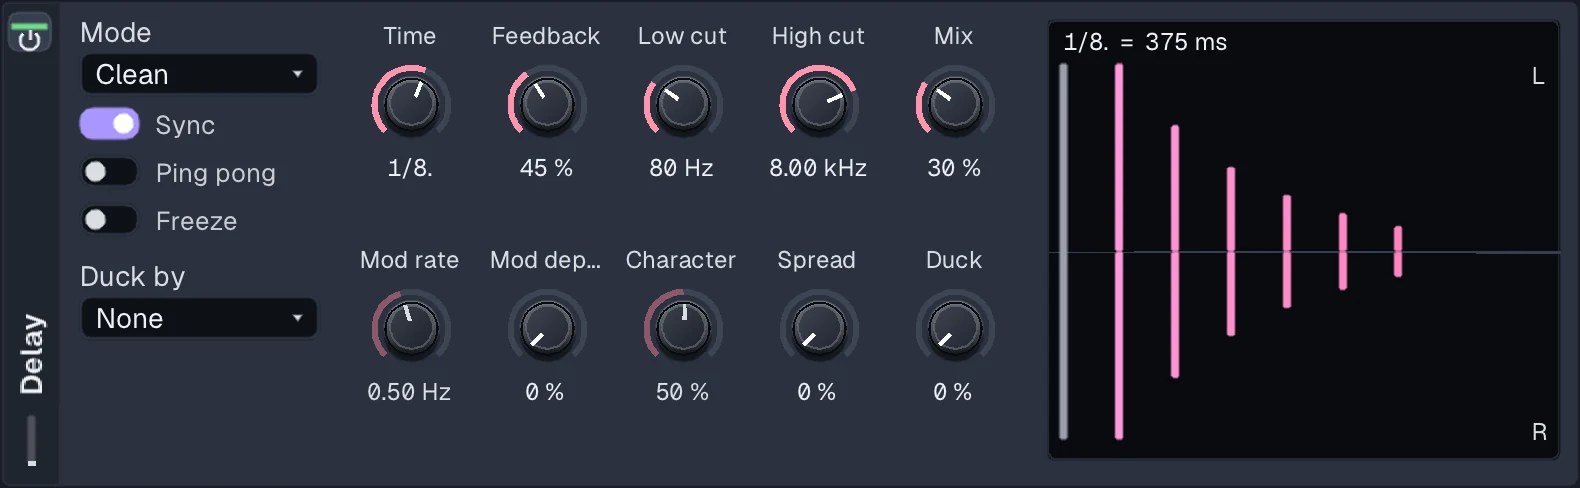 Mode
Clean
Sync
Ping pong
Freeze
Duck by
None
Delay
Time
Feedback
Low cut
High cut
Mix
1/8.
45 %
80 Hz
8.00 kHz
30 %
Mod rate
Mod dep...
Character
Spread
Duck
0.50 Hz
0 %
50 %
0 %
0 %
1/8. = 375 ms
L
R